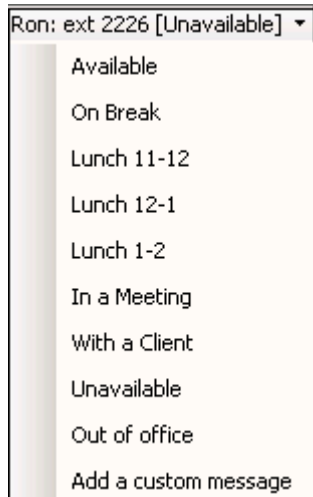 Ron: ext 2226 [Unavailable]
Available
On Break
Lunch 11-12
Lunch 12-1
Lunch 1-2
In a Meeting
With a Client
Unavailable
Out of office
Add a custom message